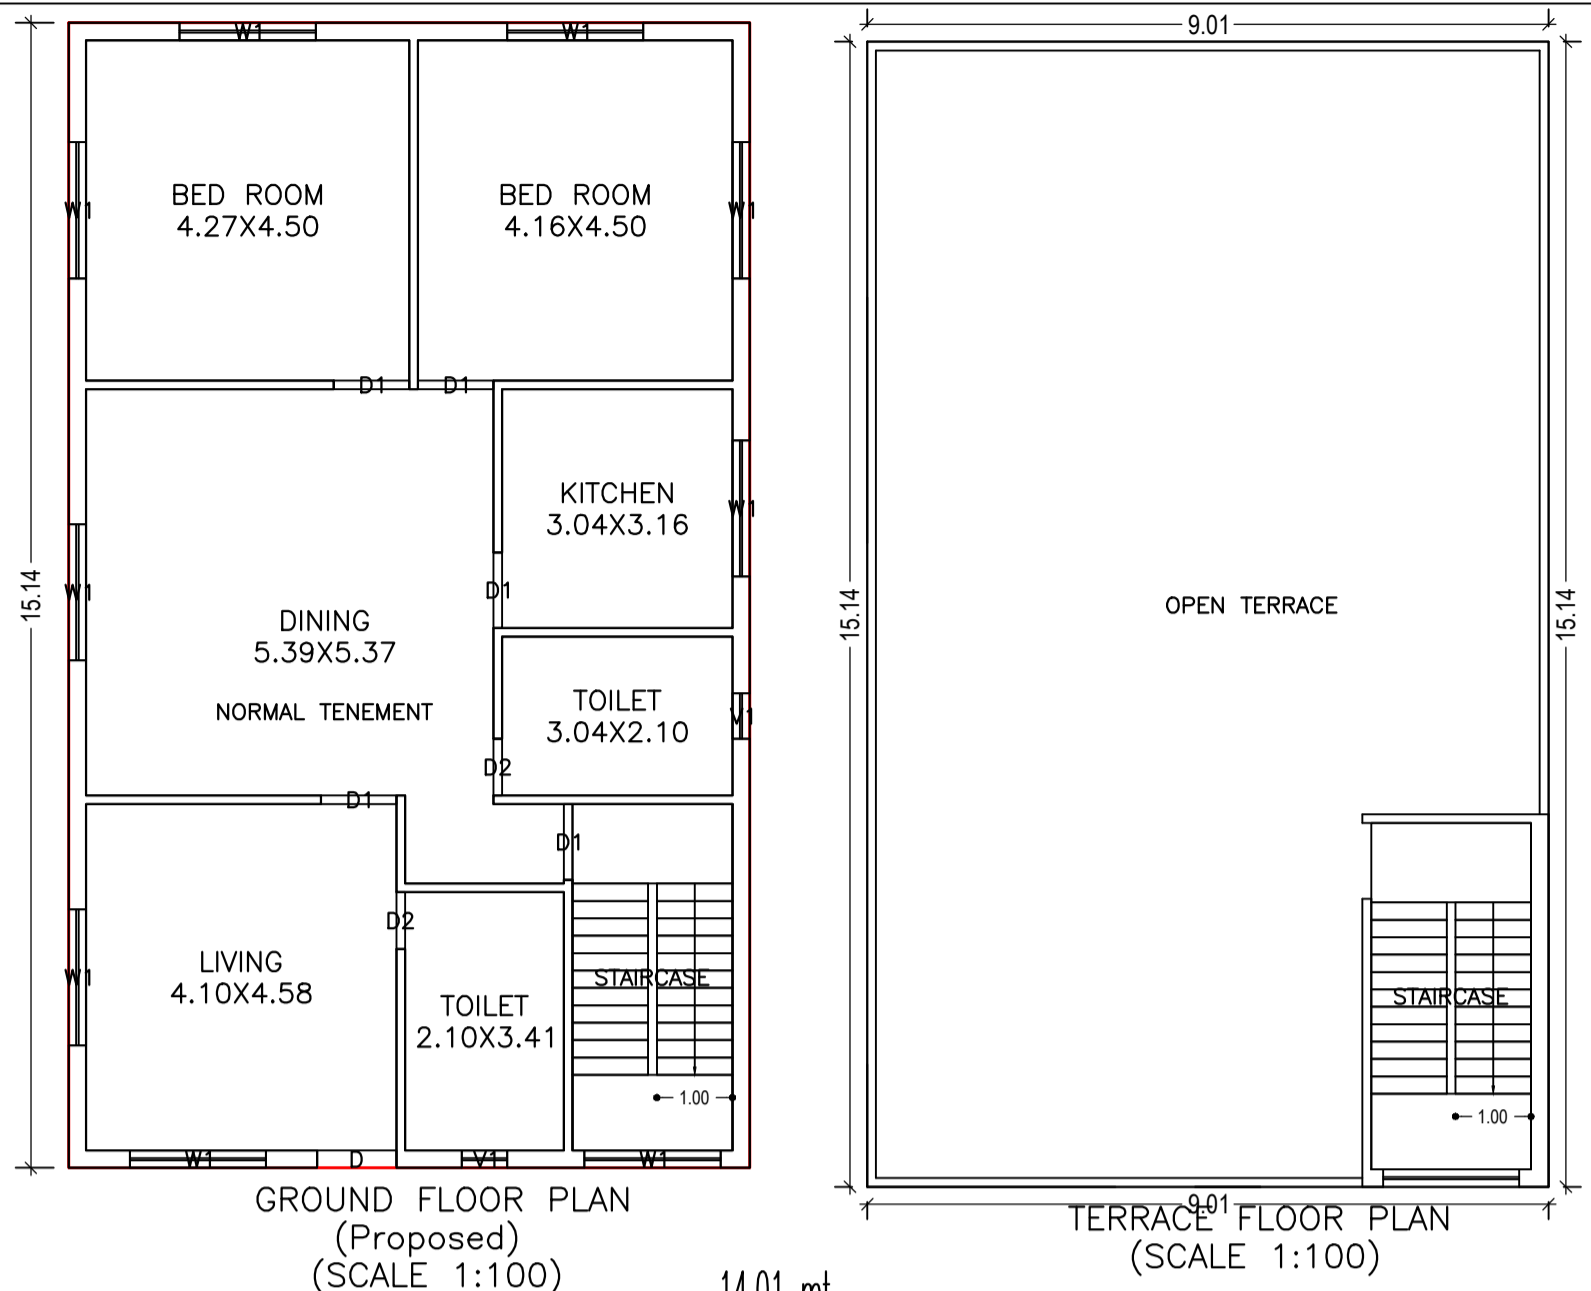 W1
W1
BED ROOM
4.27X4.50
BED ROOM
4.16X4.50
W1
W1
D1
D1
KITCHEN
3.04X3.16
W1
D1
W1
15.14
DINING
5.39X5.37
NORMAL TENEMENT
TOILET
3.04X2.10
V1
D2
D1
D1
D2
LIVING
4.10X4.58
W1
TOILET
2.10X3.41
STAIRCASE
1.00
W1
D
V1
W1
GROUND FLOOR PLAN
(Proposed)
(SCALE 1:100)
9.01
15.14
OPEN TERRACE
15.14
STAIRCASE
1.00
9.01
TERRACE FLOOR PLAN
(SCALE 1:100)
14.01 mt